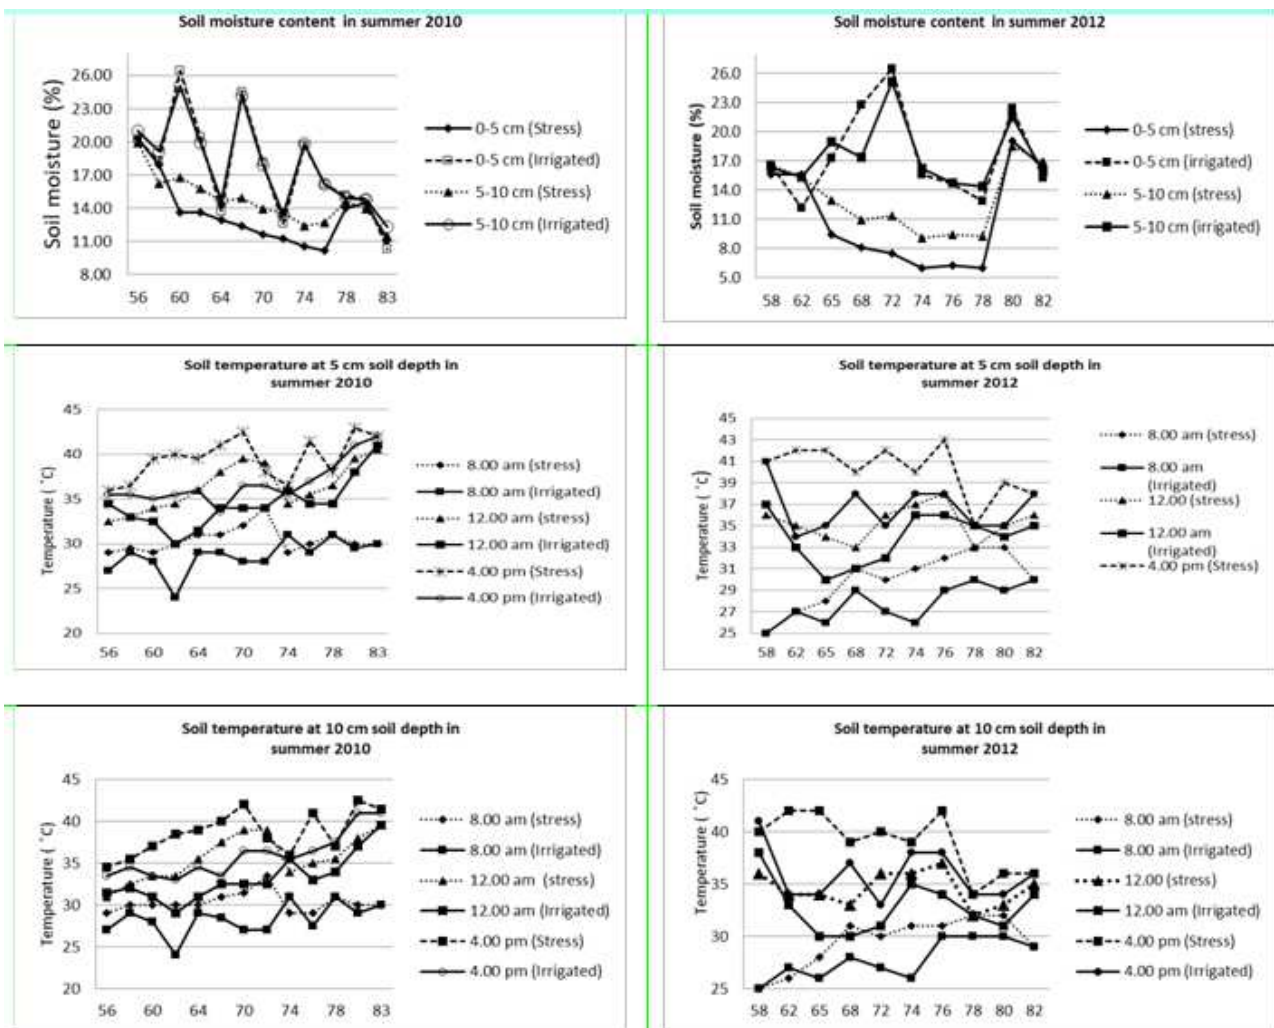 Soil moisture content in summer 2010
Soil moisture (%)
26.00
23.00
20.00
17.00
14.00
11.00
8.00
56 60 64 70 74 78 83
0-5 cm (Stress)
0-5 cm (Irrigated)
5-10 cm (Stress)
5-10 cm (Irrigated)
Soil moisture content in summer 2012
Soil moisture (%)
26.0
23.0
20.0
17.0
14.0
11.0
8.0
5.0
58 62 65 68 72 74 76 78 80 82
0-5 cm (stress)
0-5 cm (irrigated)
5-10 cm (stress)
5-10 cm (irrigated)
Soil temperature at 5 cm soil depth in
summer 2010
Temperature ( ˚C)
45
40
35
30
25
20
56 60 64 70 74 78 83
8.00 am (stress)
8.00 am (Irrigated)
12.00 am (stress)
12.00 am (Irrigated)
4.00 pm (Stress)
4.00 pm (Irrigated)
Soil temperature at 5 cm soil depth in
summer 2012
Temperature ( ˚C)
45
43
41
39
37
35
33
31
29
27
25
58 62 65 68 72 74 76 78 80 82
8.00 am (stress)
8.00 am
(Irrigated)
12.00 (stress)
12.00 am
(Irrigated)
4.00 pm (Stress)
Soil temperature at 10 cm soil depth in
summer 2010
Temperature ( ˚C)
45
40
35
30
25
20
56 60 64 70 74 78 83
8.00 am (stress)
8.00 am (Irrigated)
12.00 am (stress)
12.00 am (Irrigated)
4.00 pm (Stress)
4.00 pm (Irrigated)
Soil temperature at 10 cm soil depth in
summer 2012
Temperature ( ˚C)
45
40
35
30
25
58 62 65 68 72 74 76 78 80 82
8.00 am (stress)
8.00 am (Irrigated)
12.00 (stress)
12.00 am (Irrigated)
4.00 pm (Stress)
4.00 pm (Irrigated)